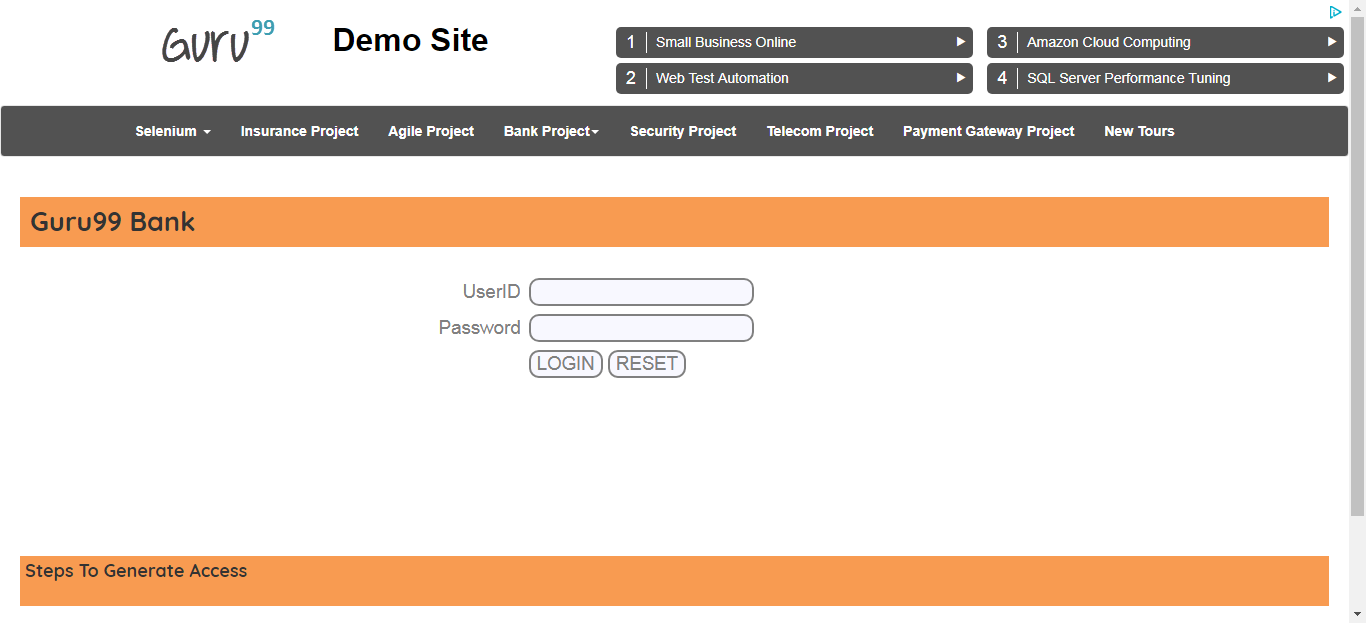 Guru99
Demo Site
1 Small Business Online
2 Web Test Automation
3 Amazon Cloud Computing
4 SQL Server Performance Tuning
Selenium Insurance Project Agile Project Bank Project Security Project Telecom Project Payment Gateway Project New Tours
Guru99 Bank
UserID
Password
LOGIN RESET
Steps To Generate Access